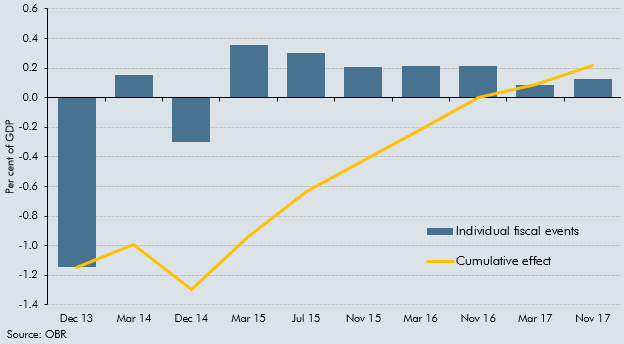 0.6
0.4
0.2
0.0
-0.2
-0.4
-0.6
-0.8
-1.0
-1.2
-1.4
Per cent of GDP
Individual fiscal events
Cumulative effect
Dec 13 Mar 14 Dec 14 Mar 15 Jul 15 Nov 15 Mar 16 Nov 16 Mar 17 Nov 17
Source: OBR